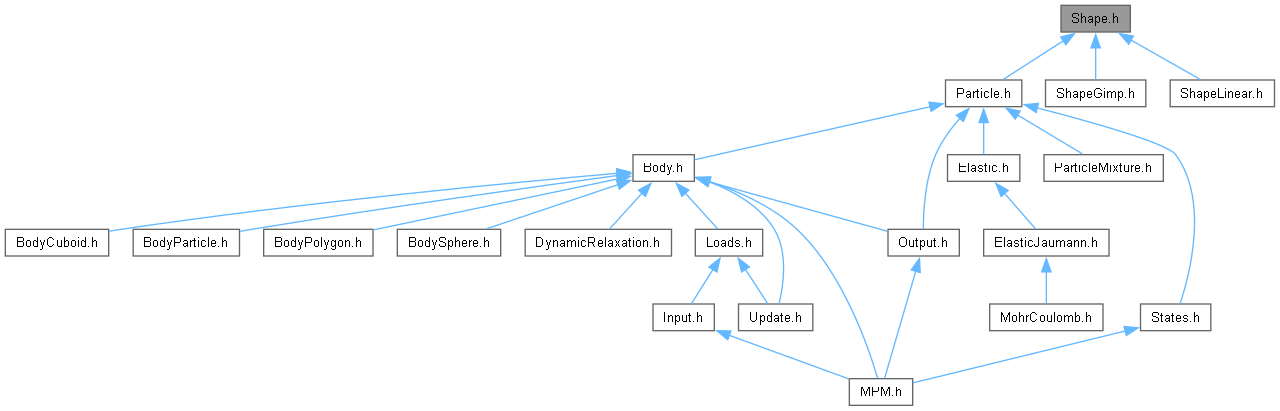 Shape.h
Particle.h
ShapeGimp.h
ShapeLinear.h
Body.h
Elastic.h
ParticleMixture.h
BodyCuboid.h
BodyParticle.h
BodyPolygon.h
BodySphere.h
DynamicRelaxation.h
Loads.h
Output.h
ElasticJaumann.h
Input.h
Update.h
MohrCoulomb.h
States.h
MPM.h